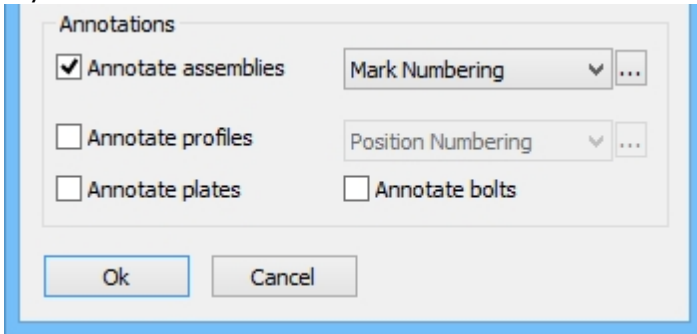 Annotations
Annotate assemblies Mark Numbering ...
Annotate profiles Position Numbering ...
Annotate plates Annotate bolts
Ok Cancel